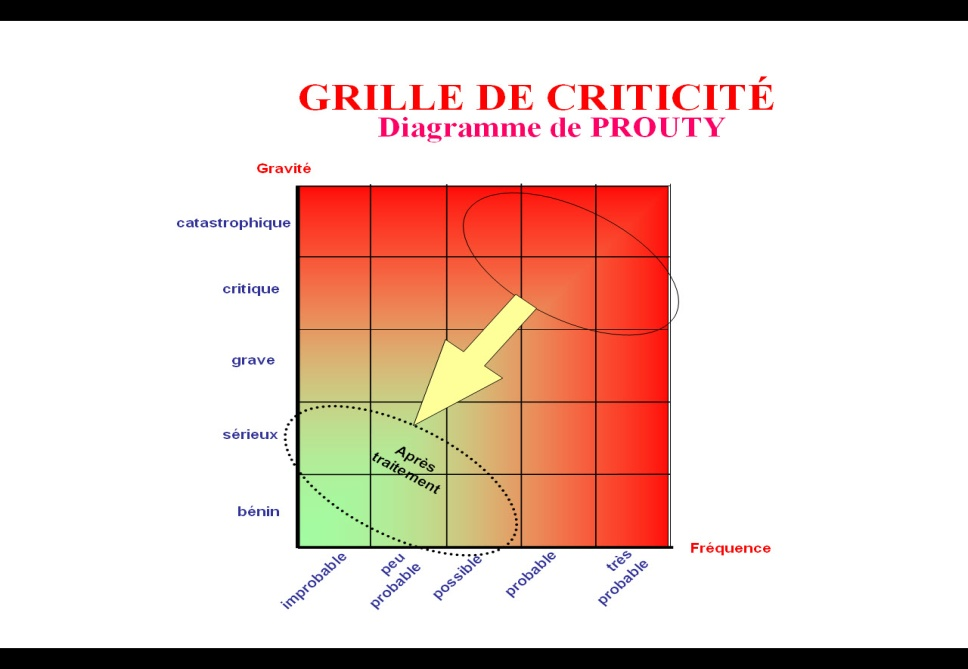 GRILLE DE CRITICITÉ
Diagramme de PROUTY
Gravité
catastrophique
critique
grave
sérieux
bénin
Après
traitement
Fréquence
improbable
peu
probable
possible
probable
très
probable